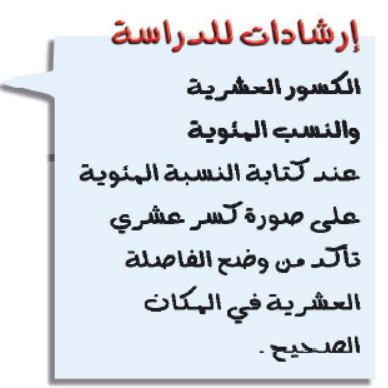 إرشادات للدراسة
الكسور العشرية
والنسب المئوية
عند كتابة النسبة المئوية
على صورة كسر عشري
تأكد من وضع الفاصلة
العشرية في المكان
الصحيح .